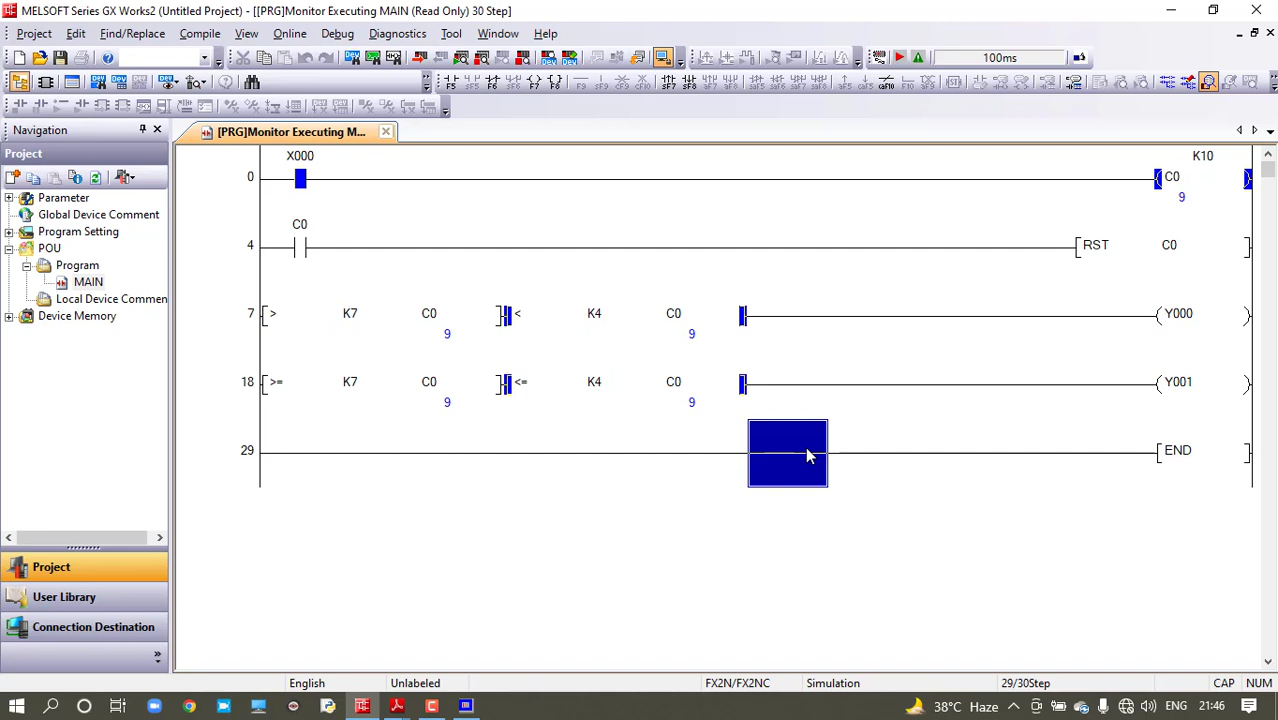 MELSOFT Series GX Works2 (Untitled Project) - [[PRG]Monitor Executing MAIN (Read Only) 30 Step]
Project Edit Find/Replace Compile View Online Debug Diagnostics Tool Window Help
100ms
Navigation
[PRG]Monitor Executing M...
Project
Parameter
Global Device Comment
Program Setting
POU
Program
MAIN
Local Device Commen
Device Memory
Project
User Library
Connection Destination
X000 K10
0 C0
9
C0
4 RST C0
7 > K7 C0 < K4 C0 Y000
9 9
18 >= K7 C0 <= K4 C0 Y001
9 9
29 END
English Unlabeled FX2N/FX2NC Simulation 29/30Step CAP NUM
38°C Haze ENG 21:46